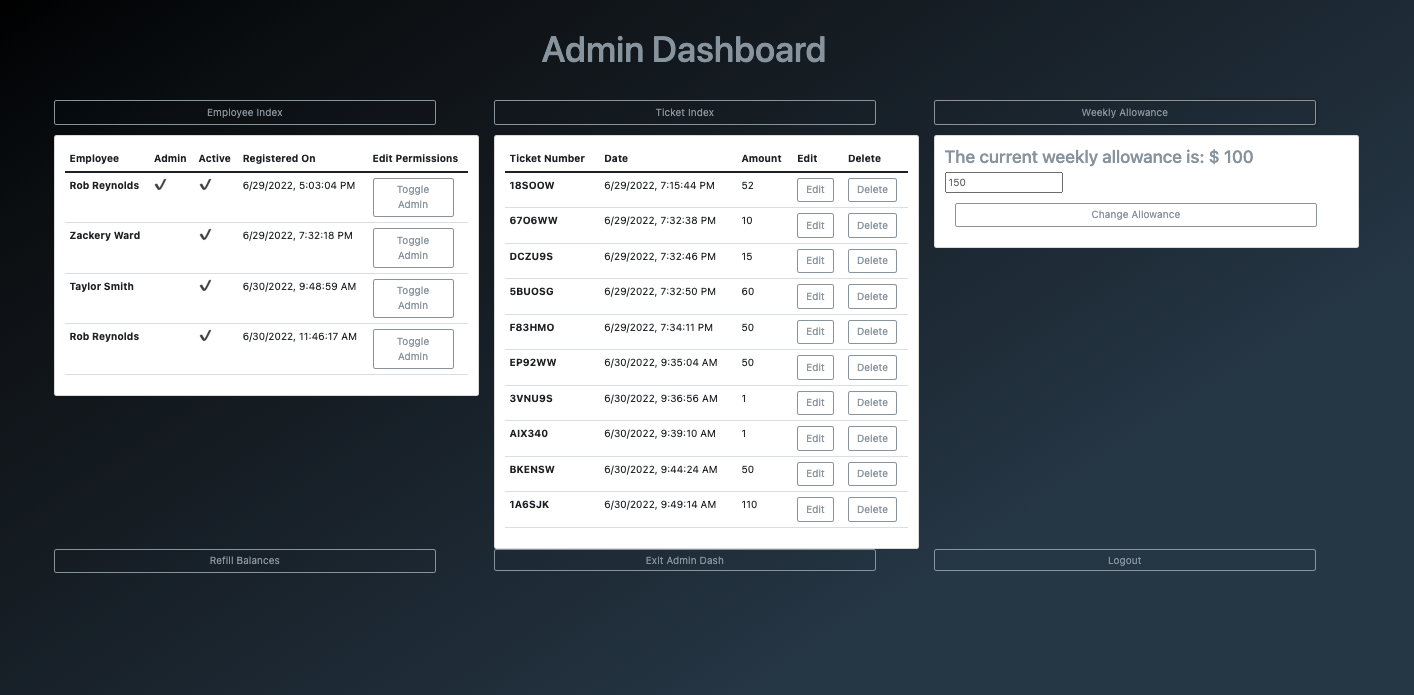 Admin Dashboard
Employee Index
Ticket Index
Weekly Allowance
Employee Admin Active Registered On Edit Permissions
Rob Reynolds ✓ ✓ 6/29/2022, 5:03:04 PM Toggle Admin
Zackery Ward ✓ 6/29/2022, 7:32:18 PM Toggle Admin
Taylor Smith ✓ 6/30/2022, 9:48:59 AM Toggle Admin
Rob Reynolds ✓ 6/30/2022, 11:46:17 AM Toggle Admin
Ticket Number Date Amount Edit Delete
18SOOW 6/29/2022, 7:15:44 PM 52 Edit Delete
67O6WW 6/29/2022, 7:32:38 PM 10 Edit Delete
DCZU9S 6/29/2022, 7:32:46 PM 15 Edit Delete
5BUOSG 6/29/2022, 7:32:50 PM 60 Edit Delete
F83HMO 6/29/2022, 7:34:11 PM 50 Edit Delete
EP92WW 6/30/2022, 9:35:04 AM 50 Edit Delete
3VNU9S 6/30/2022, 9:36:56 AM 1 Edit Delete
AIX340 6/30/2022, 9:39:10 AM 1 Edit Delete
BKENSW 6/30/2022, 9:44:24 AM 50 Edit Delete
1A6SJK 6/30/2022, 9:49:14 AM 110 Edit Delete
The current weekly allowance is: $ 100
150
Change Allowance
Refill Balances
Exit Admin Dash
Logout